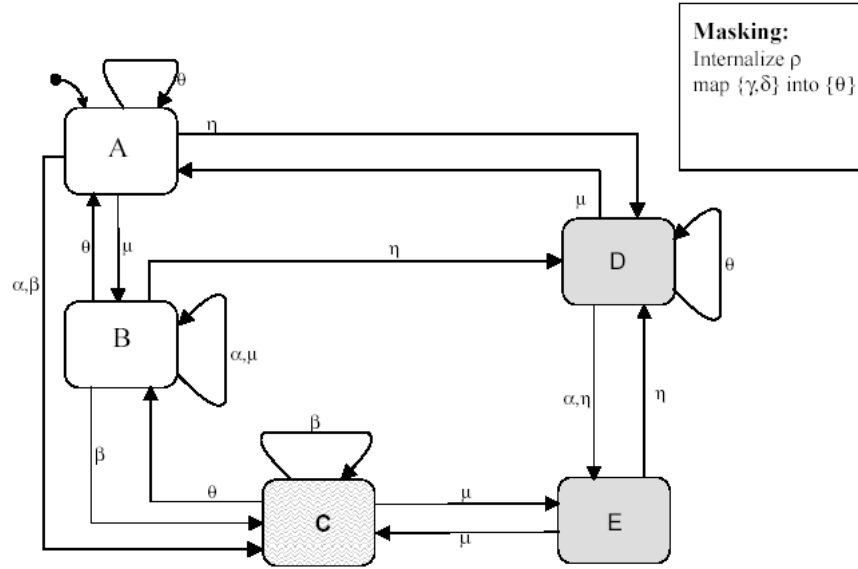 Masking:
Internalize ρ
map {γ,δ} into {θ}
θ
A
η
μ
θ
μ
D
θ
η
α,β
B
α,μ
α,η
η
β
β
θ
C
μ
μ
E